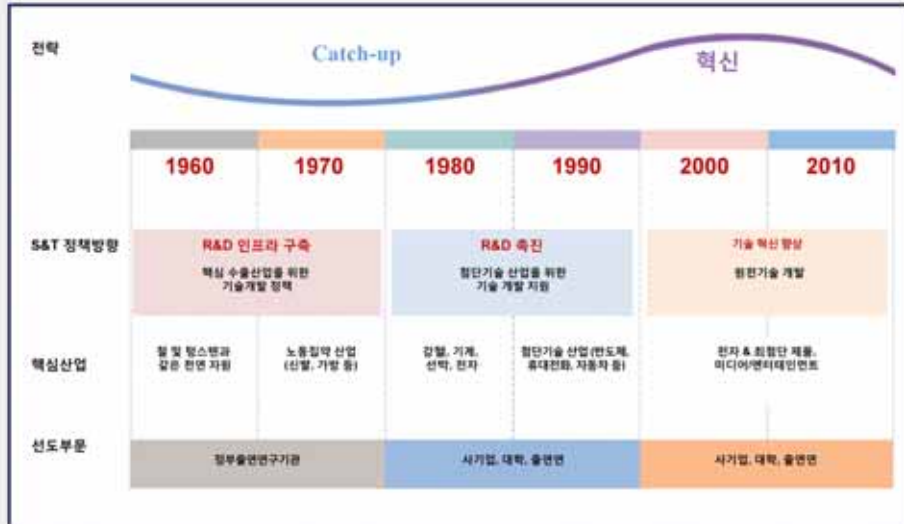 전략
Catch-up
혁신
1960 1970 1980 1990 2000 2010
S&T 정책방향
R&D 인프라 구축
핵심 수출산업를 위한
기술개발 정책
R&D 촉진
첨단기술 산업를 위한
기술 개발 지원
기술 혁신 향상
원천기술 개발
핵심산업
철 및 텅스텐과
같은 천연 자원
노동집약 산업
(신발, 가방 등)
강철, 기계,
선박, 전자
첨단기술 산업(반도체,
휴대전화, 자동차 등)
전자 & 최첨단 제품,
미디어/엔터테인먼트
선도부문
정부출연연구기관
사기업, 대학, 출연연
사기업, 대학, 출연연